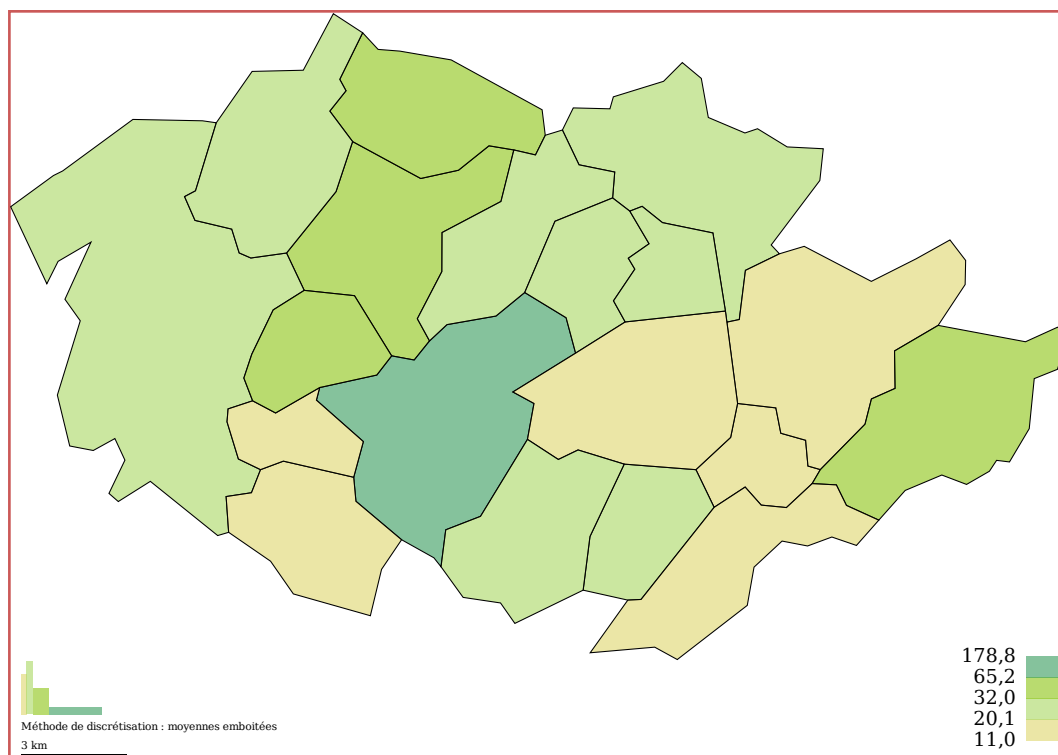 178,8
65,2
32,0
20,1
11,0
Méthode de discrétisation : moyennes emboitées
3 km